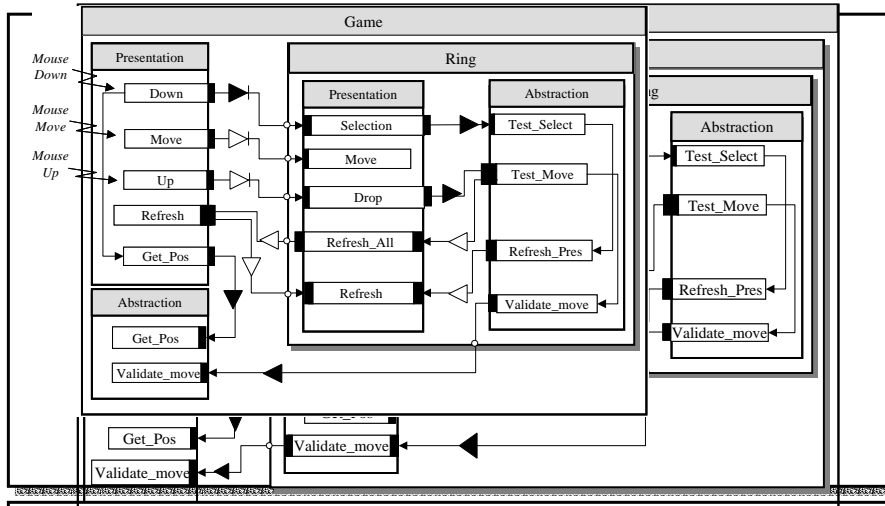 Game
Presentation
Mouse
Down
Mouse
Move
Mouse
Up
Down
Move
Up
Refresh
Get_Pos
Abstraction
Get_Pos
Validate_move
Ring
Presentation
Selection
Move
Drop
Refresh_All
Refresh
Abstraction
Test_Select
Test_Move
Refresh_Pres
Validate_move
g
Abstraction
Test_Select
Test_Move
Refresh_Pres
Validate_move
Get_Pos
Validate_move
Validate_move